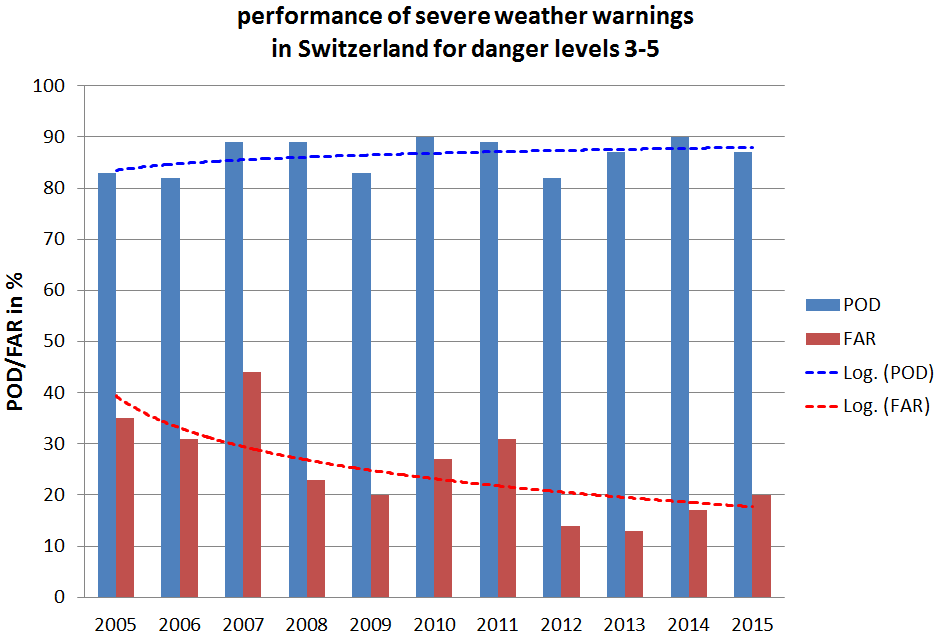 performance of severe weather warnings
in Switzerland for danger levels 3-5
100
90
80
70
60
50
40
30
20
10
0
POD/FAR in %
2005 2006 2007 2008 2009 2010 2011 2012 2013 2014 2015
POD
FAR
Log. (POD)
Log. (FAR)